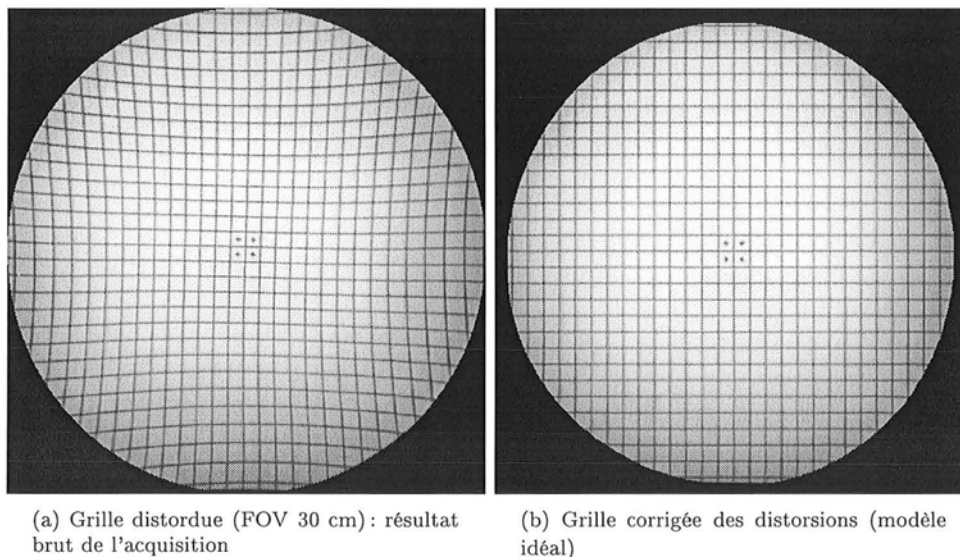 (a) Grille distordue (FOV 30 cm) : résultat
brut de l'acquisition
(b) Grille corrigée des distorsions (modèle
idéal)